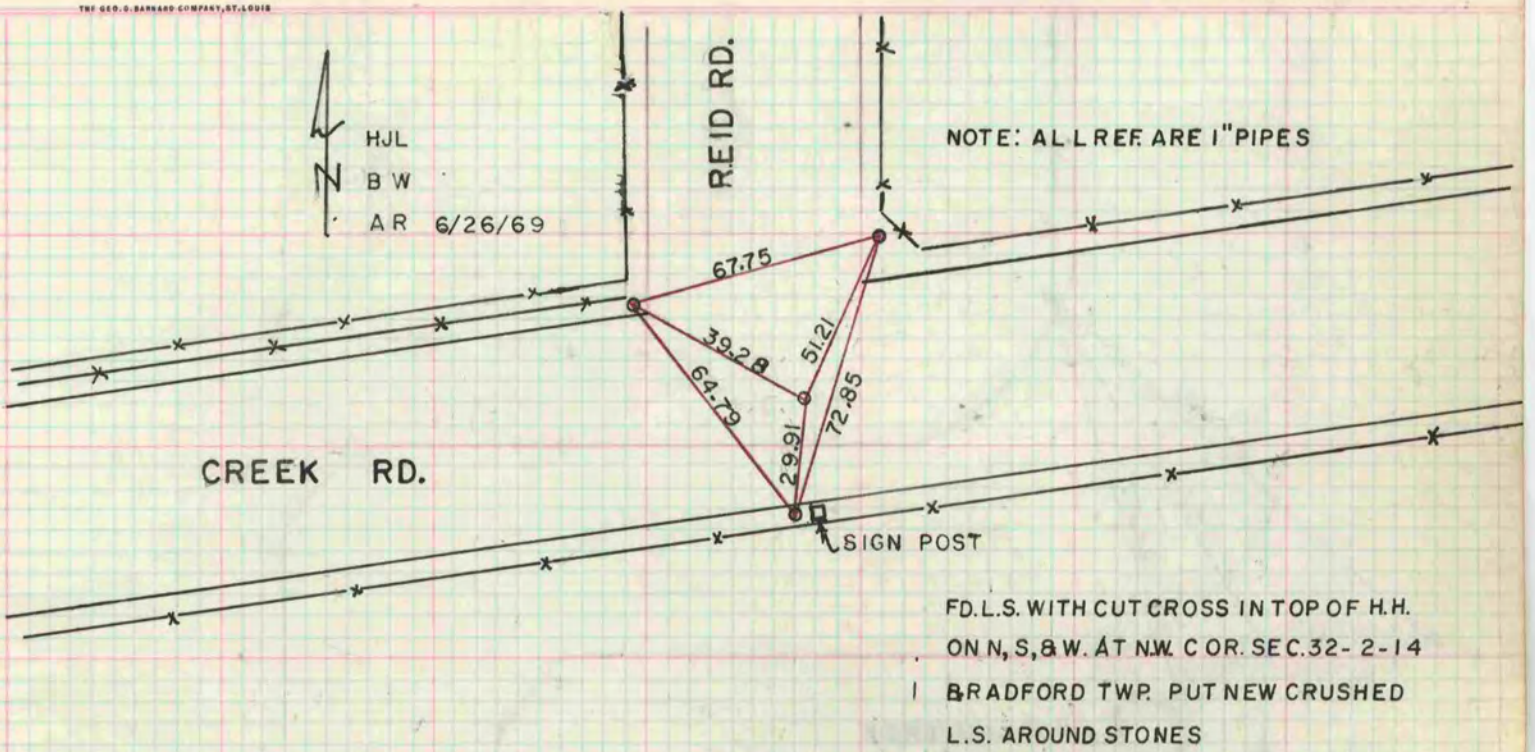 THE GEO. D. BARNARD COMPANY, ST. LOUIS
REID RD.
HJL
N BW
AR 6/26/69
NOTE: ALL REF. ARE 1" PIPES
67.75
39.28
51.21
64.79
72.85
29.91
CREEK RD.
SIGN POST
FD. L.S. WITH CUT CROSS IN TOP OF H.H.
ON N, S, & W. AT N.W. COR. SEC. 32-2-14
BRADFORD TWP. PUT NEW CRUSHED
L.S. AROUND STONES